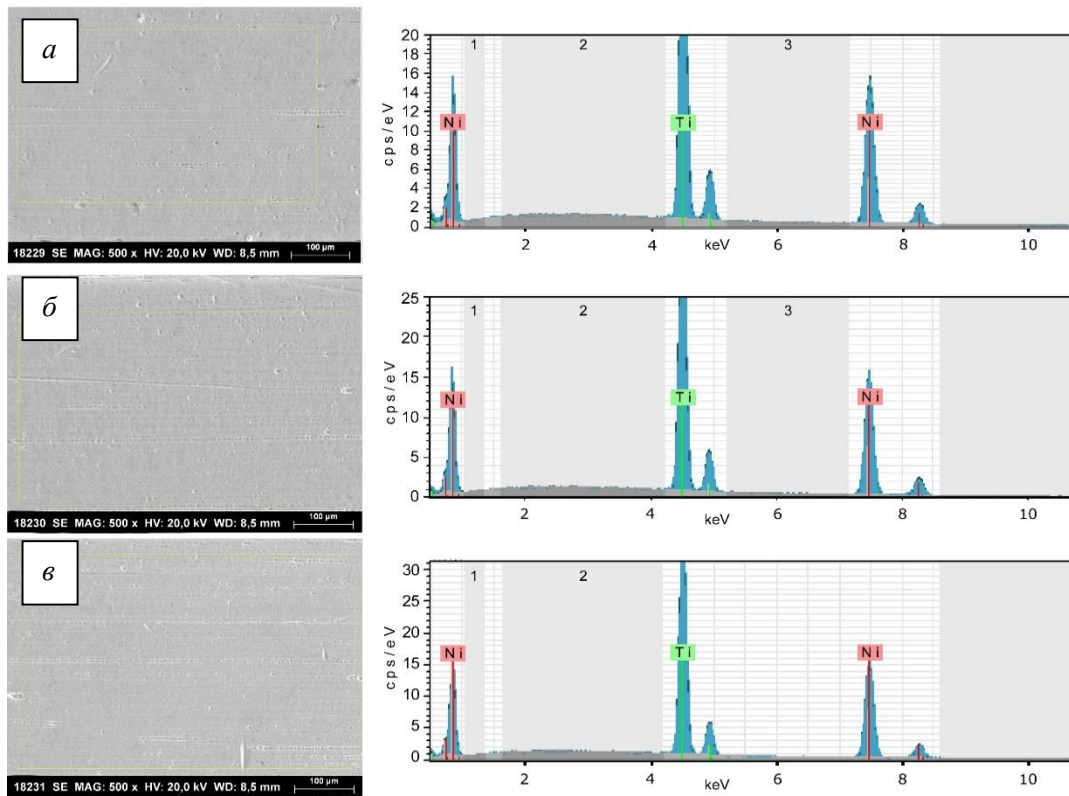 а
18229 SE MAG: 500 x HV: 20,0 kV WD: 8,5 mm
100 µm
20
18
16
14
12
10
8
6
4
2
0
cps/eV
1
2
3
Ni
Ti
Ni
2
4
6
8
10
keV
б
18230 SE MAG: 500 x HV: 20,0 kV WD: 8,5 mm
100 µm
25
20
15
10
5
0
cps/eV
1
2
3
Ni
Ti
Ni
2
4
6
8
10
keV
в
18231 SE MAG: 500 x HV: 20,0 kV WD: 8,5 mm
100 µm
30
25
20
15
10
5
0
cps/eV
1
2
Ni
Ti
Ni
2
4
6
8
10
keV